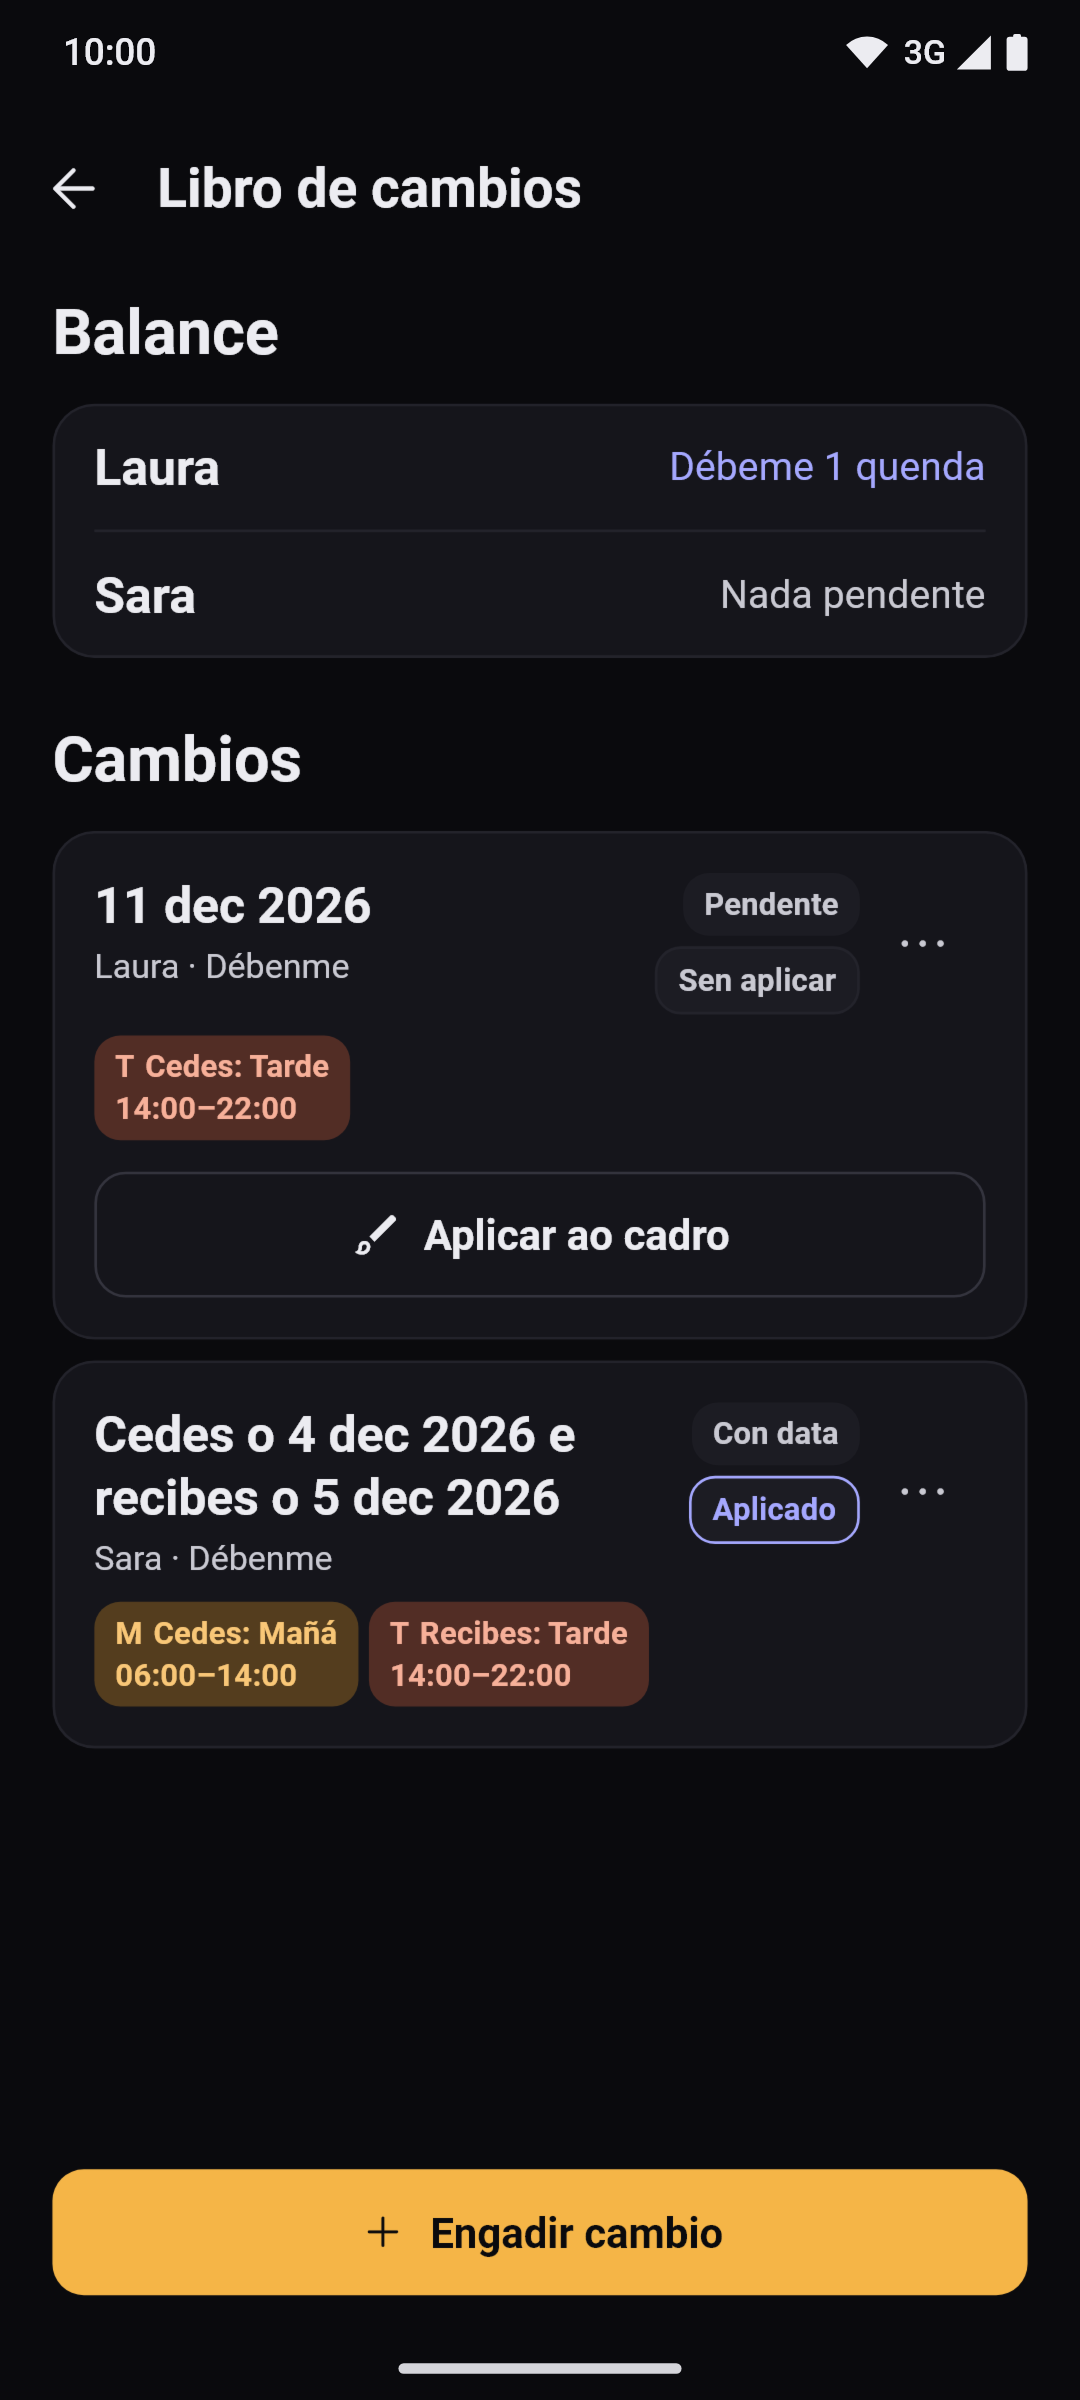 10:00
3G
Libro de cambios
Balance
Laura
Débeme 1 quenda
Sara
Nada pendente
Cambios
11 dec 2026
Laura · Débenme
Pendente
Sen aplicar
T Cedes: Tarde
14:00–22:00
Aplicar ao cadro
Cedes o 4 dec 2026 e
recibes o 5 dec 2026
Sara · Débenme
Con data
Aplicado
M Cedes: Mañá
06:00–14:00
T Recibes: Tarde
14:00–22:00
Engadir cambio